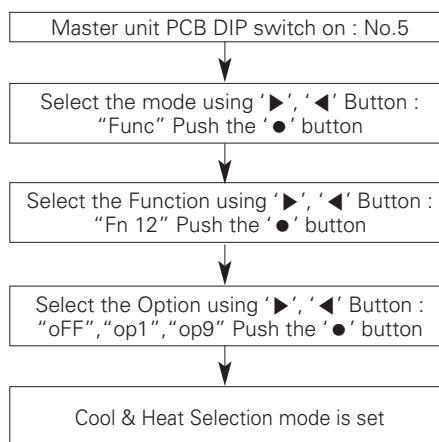 Master unit PCB DIP switch on : No.5
Select the mode using ‘▶’, ‘◀’ Button :
“Func” Push the ‘●’ button
Select the Function using ‘▶’, ‘◀’ Button :
“Fn 12” Push the ‘●’ button
Select the Option using ‘▶’, ‘◀’ Button :
“oFF”,“op1”,“op9” Push the ‘●’ button
Cool & Heat Selection mode is set